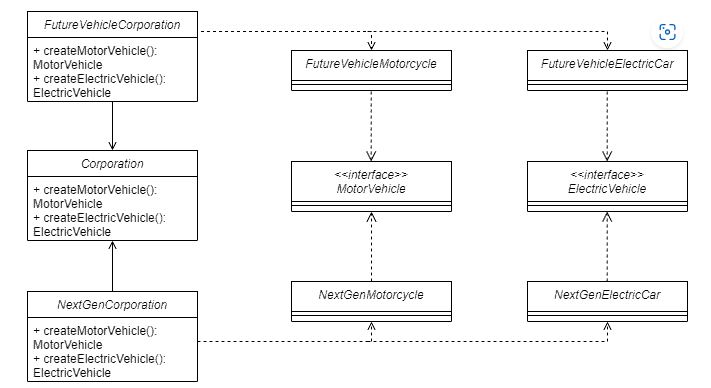 FutureVehicleCorporation
+ createMotorVehicle():
MotorVehicle
+ createElectricVehicle():
ElectricVehicle
FutureVehicleMotorcycle
FutureVehicleElectricCar
Corporation
+ createMotorVehicle():
MotorVehicle
+ createElectricVehicle():
ElectricVehicle
<<interface>>
MotorVehicle
<<interface>>
ElectricVehicle
NextGenCorporation
+ createMotorVehicle():
MotorVehicle
+ createElectricVehicle():
ElectricVehicle
NextGenMotorcycle
NextGenElectricCar